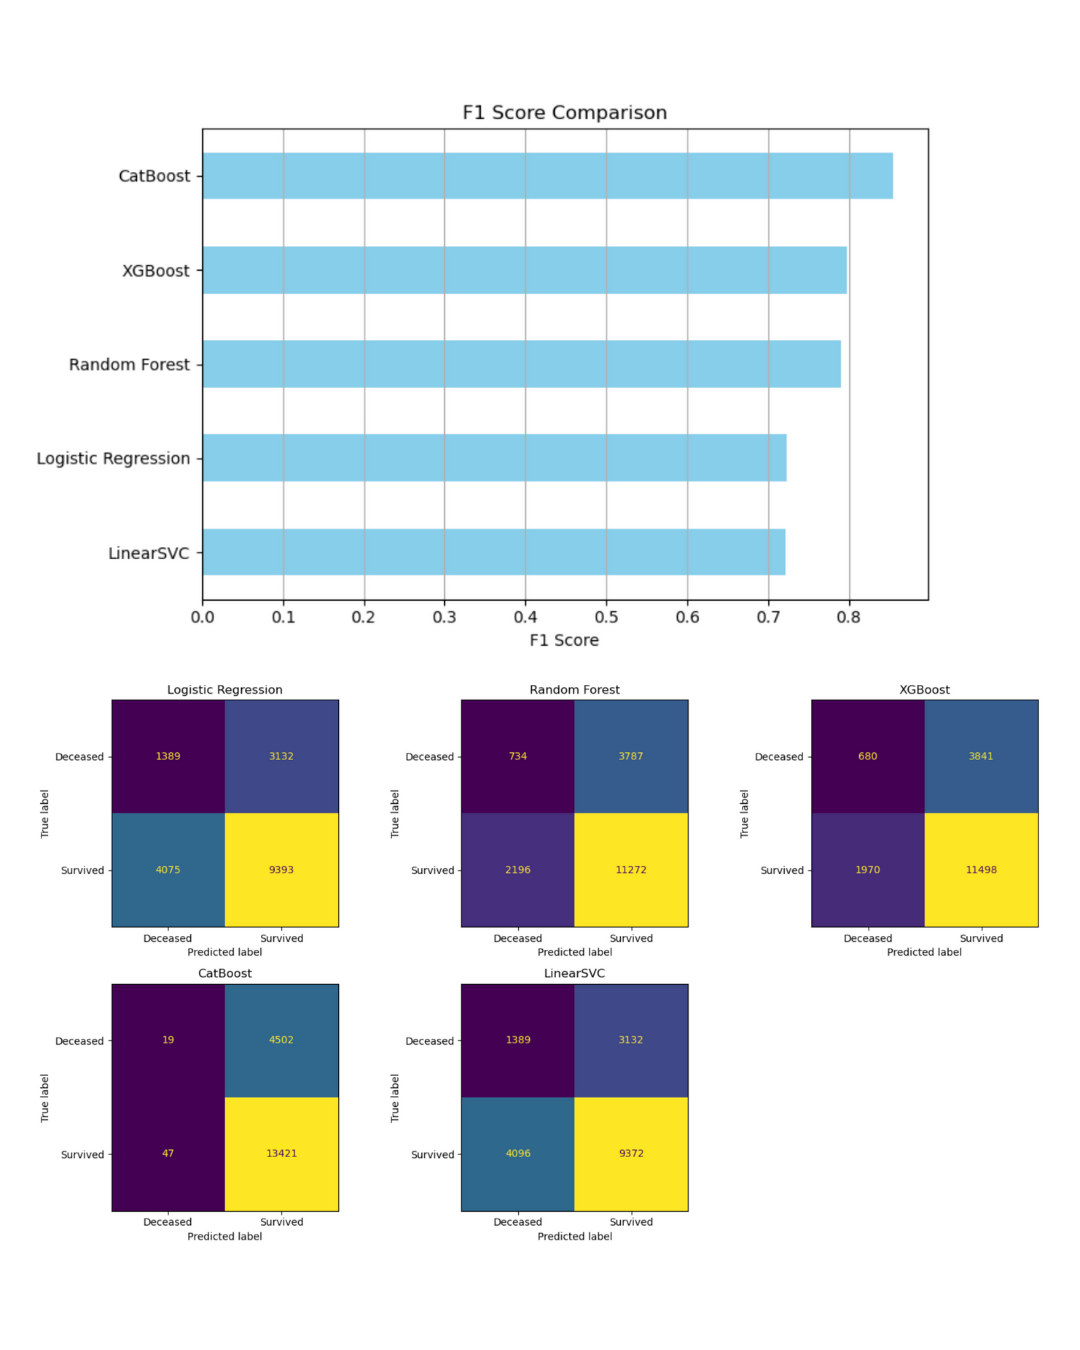 F1 Score Comparison
CatBoost
XGBoost
Random Forest
Logistic Regression
LinearSVC
0.0 0.1 0.2 0.3 0.4 0.5 0.6 0.7 0.8
F1 Score
Logistic Regression
Deceased 1389 3132
True label
Survived 4075 9393
Deceased Survived
Predicted label
Random Forest
Deceased 734 3787
True label
Survived 2196 11272
Deceased Survived
Predicted label
XGBoost
Deceased 680 3841
True label
Survived 1970 11498
Deceased Survived
Predicted label
CatBoost
Deceased 19 4502
True label
Survived 47 13421
Deceased Survived
Predicted label
LinearSVC
Deceased 1389 3132
True label
Survived 4096 9372
Deceased Survived
Predicted label